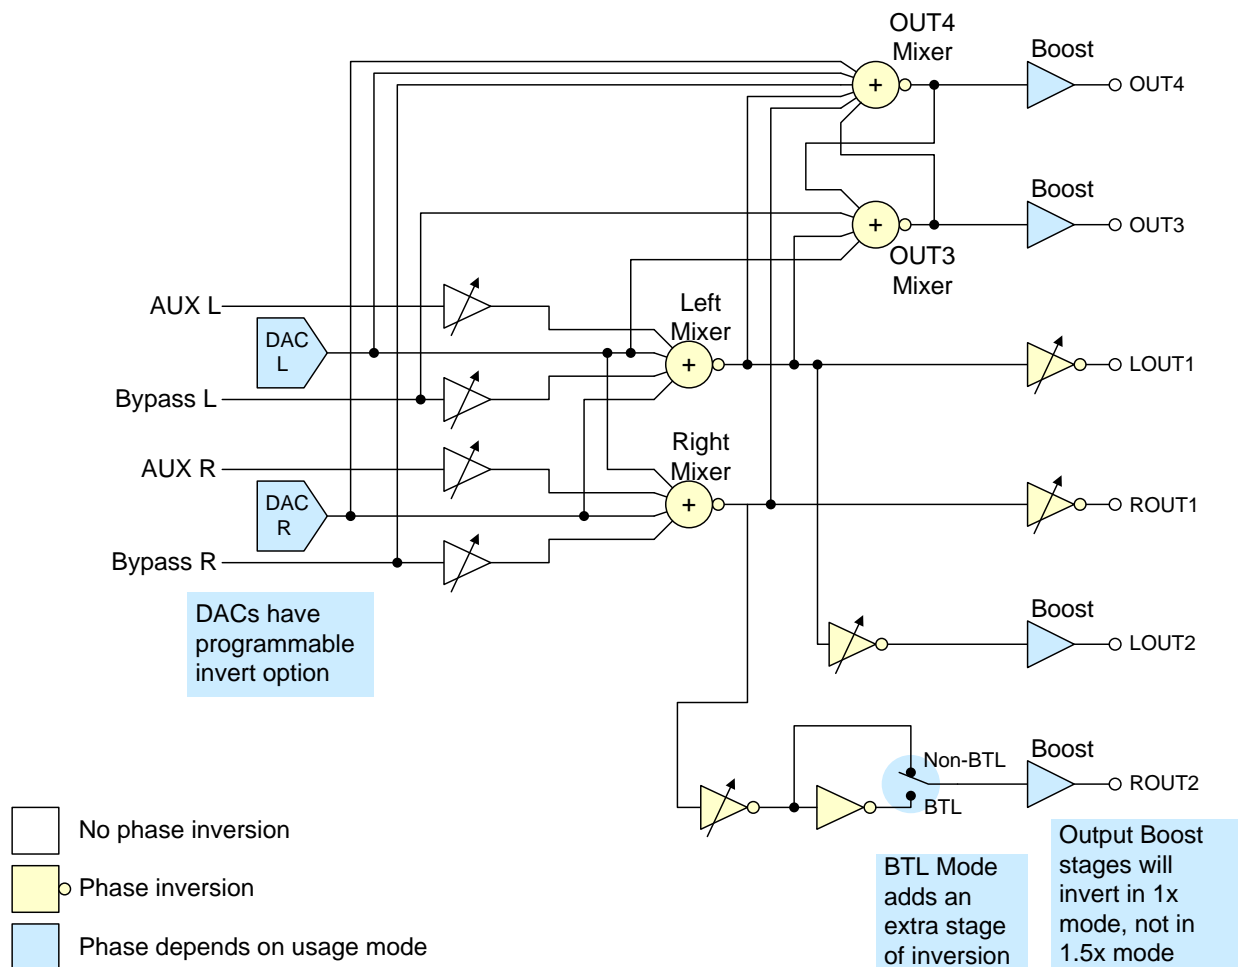 OUT4
Mixer
Boost
+
OUT4
Boost
+
OUT3
OUT3
Mixer
AUX L
Left
Mixer
DAC
L
+
LOUT1
Bypass L
Right
Mixer
AUX R
DAC
R
+
ROUT1
Bypass R
DACs have
programmable
invert option
Boost
LOUT2
Boost
Non-BTL
ROUT2
BTL
No phase inversion
Phase inversion
Phase depends on usage mode
BTL Mode
adds an
extra stage
of inversion
Output Boost
stages will
invert in 1x
mode, not in
1.5x mode